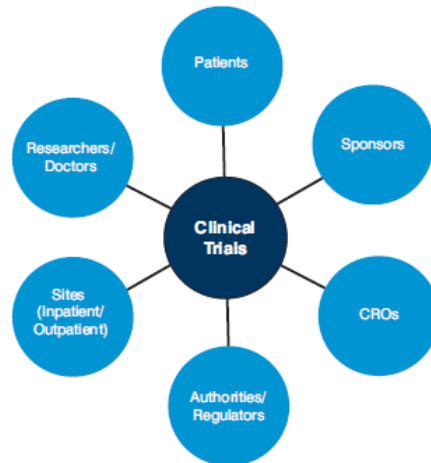 Patients
Sponsors
CROs
Authorities/
Regulators
Sites
(Inpatient/
Outpatient)
Researchers/
Doctors
Clinical
Trials